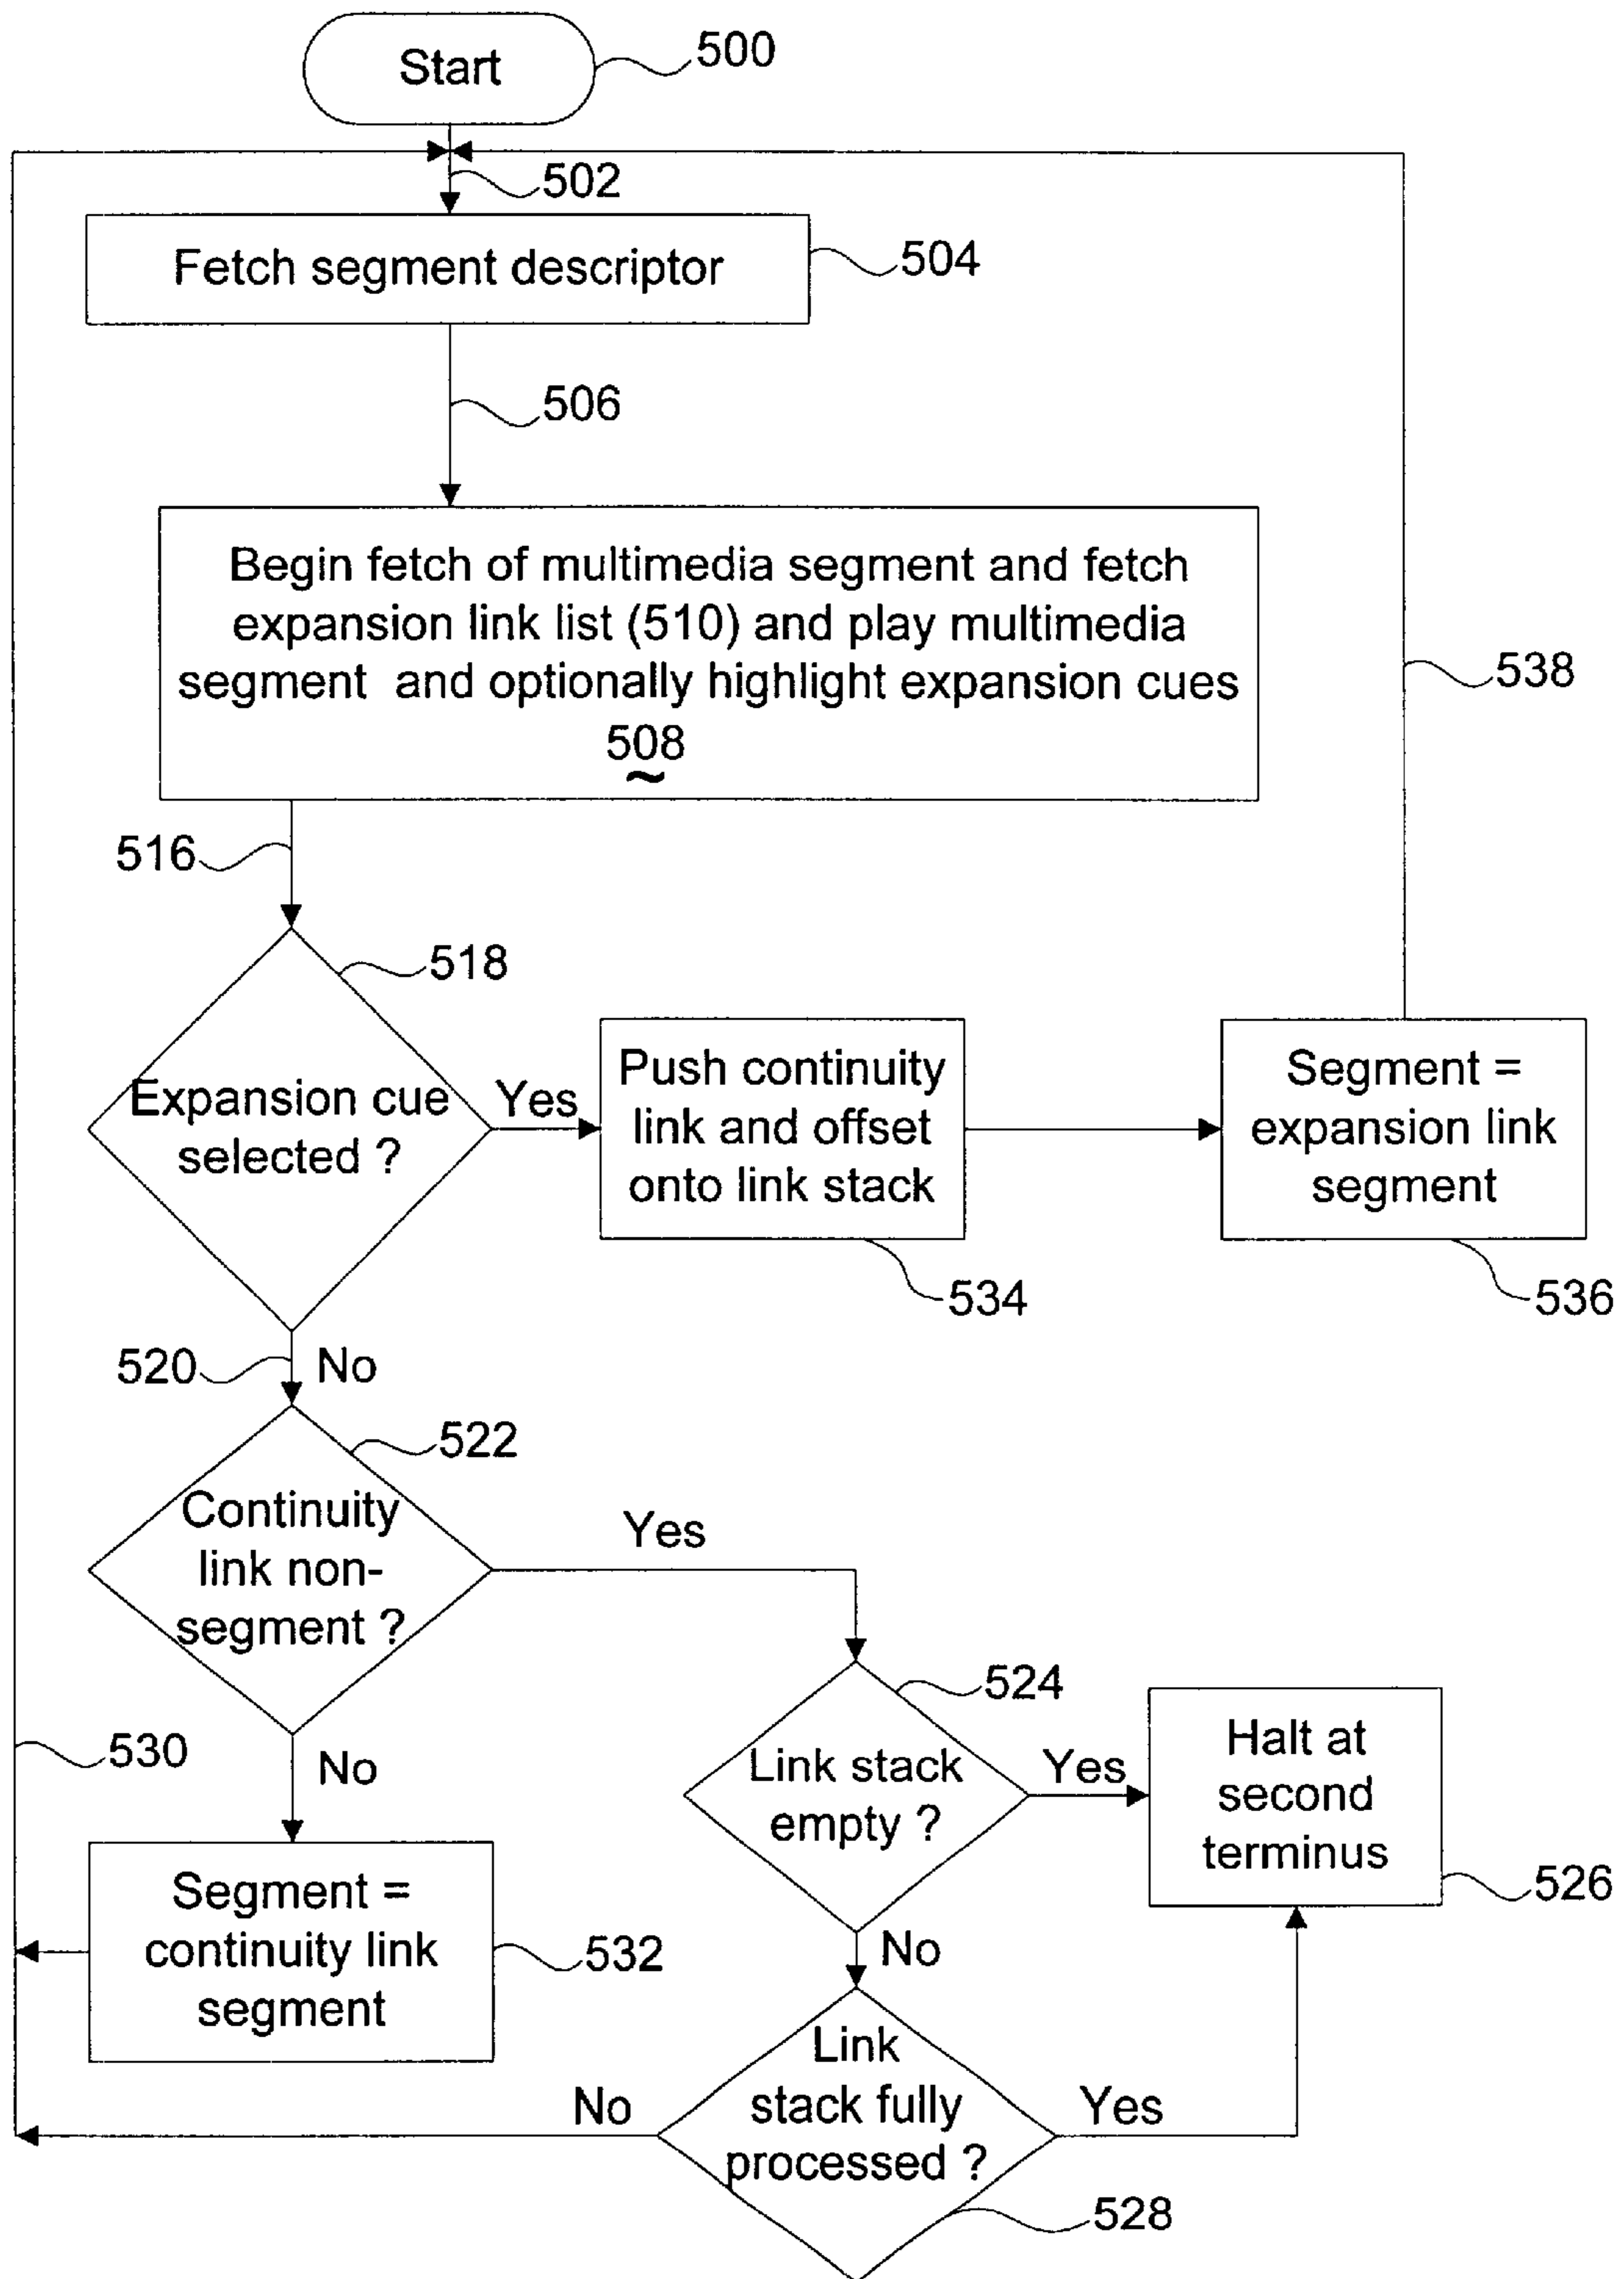 Start
500
502
Fetch segment descriptor
504
506
Begin fetch of multimedia segment and fetch
expansion link list (510) and play multimedia
segment and optionally highlight expansion cues
508
538
516
518
Expansion cue
selected ?
Yes
Push continuity
link and offset
onto link stack
534
Segment =
expansion link
segment
536
520
No
522
Continuity
link non-
segment ?
Yes
524
Link stack
empty ?
Yes
Halt at
second
terminus
526
530
No
Segment =
continuity link
segment
532
No
Link
stack fully
processed ?
No
Yes
528